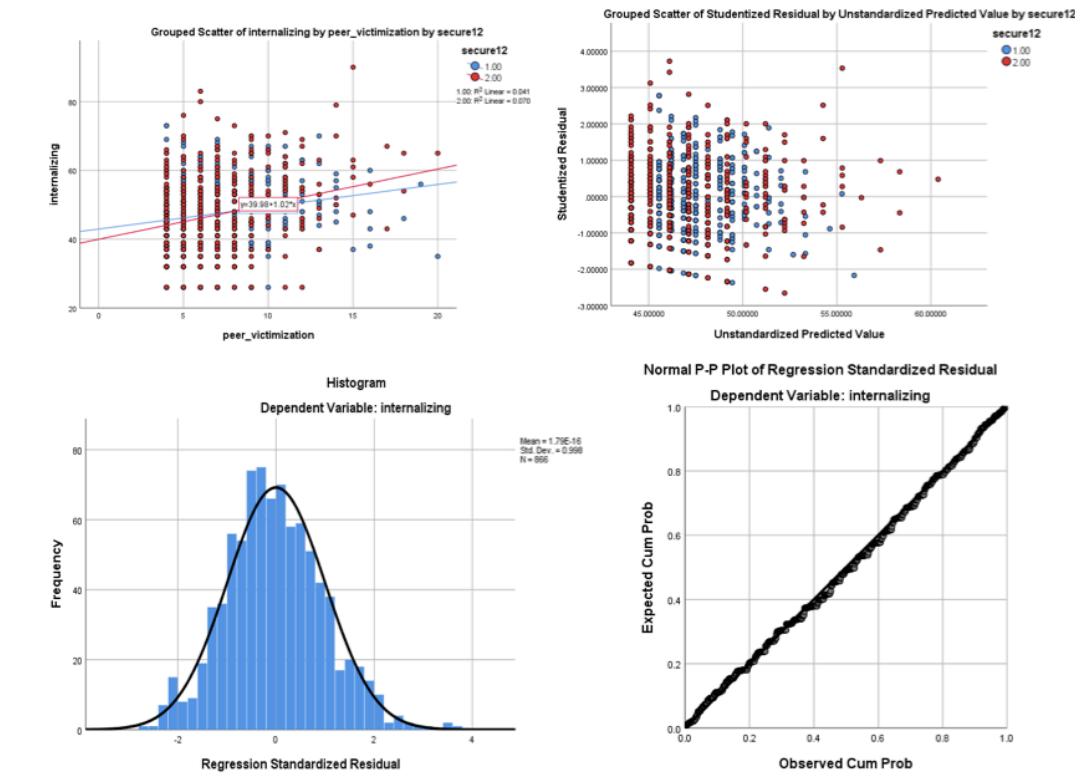 Grouped Scatter of internalizing by peer_victimization by secure12
secure12
1.00
2.00
1.00: R² Linear = 0.041
2.00: R² Linear = 0.070
internalizing
80
60
40
20
y=39.98+1.02*x
0
5
10
15
20
peer_victimization
Grouped Scatter of Studentized Residual by Unstandardized Predicted Value by secure12
secure12
1.00
2.00
Studentized Residual
4.00000
3.00000
2.00000
1.00000
.00000
-1.00000
-2.00000
-3.00000
45.00000
50.00000
55.00000
60.00000
Unstandardized Predicted Value
Histogram
Dependent Variable: internalizing
Mean = 1.79E-16
Std. Dev. = 0.998
N = 866
Frequency
80
60
40
20
0
-2
0
2
4
Regression Standardized Residual
Normal P-P Plot of Regression Standardized Residual
Dependent Variable: internalizing
Expected Cum Prob
1.0
0.8
0.6
0.4
0.2
0.0
0.0
0.2
0.4
0.6
0.8
1.0
Observed Cum Prob